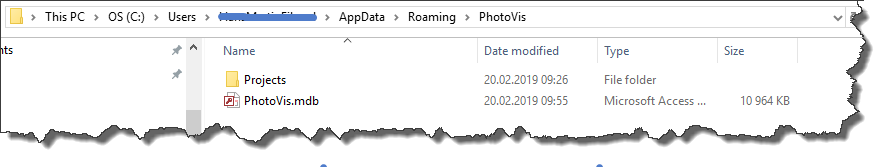 This PC > OS (C:) > Users > > AppData > Roaming > PhotoVis
nts
Name Date modified Type Size
Projects 20.02.2019 09:26 File folder
PhotoVis.mdb 20.02.2019 09:55 Microsoft Access ... 10 964 KB